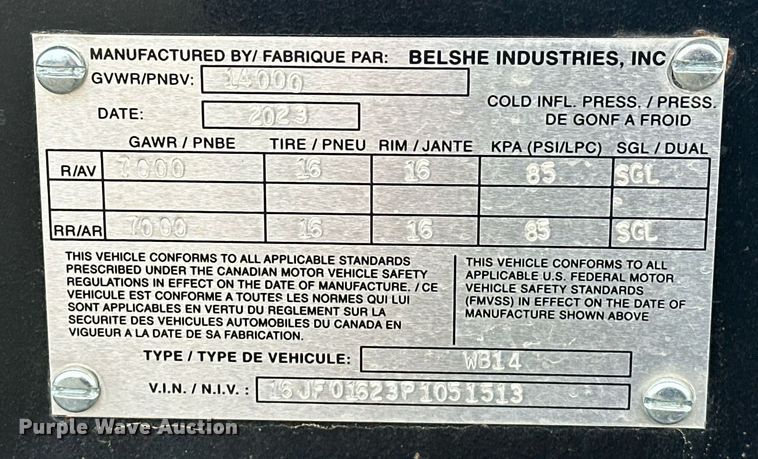 MANUFACTURED BY/ FABRIQUE PAR: BELSHE INDUSTRIES, INC
GVWR/PNBV: 14000
COLD INFL. PRESS. / PRESS.
DE GONF A FROID
DATE: 2023
GAWR / PNBE TIRE / PNEU RIM / JANTE KPA (PSI/LPC) SGL / DUAL
R/AV 7000 16 16 85 SGL
RR/AR 7000 16 16 85 SGL
THIS VEHICLE CONFORMS TO ALL APPLICABLE STANDARDS
PRESCRIBED UNDER THE CANADIAN MOTOR VEHICLE SAFETY
REGULATIONS IN EFFECT ON THE DATE OF MANUFACTURE. / CE
VEHICULE EST CONFORME A TOUTES LES NORMES QUI LUI
SONT APPLICABLES EN VERTU DU REGLEMENT SUR LA
SECURITE DES VEHICULES AUTOMOBILES DU CANADA EN
VIGUEUR A LA DATE DE SA FABRICATION.
THIS VEHICLE CONFORMS TO ALL
APPLICABLE U.S. FEDERAL MOTOR
VEHICLE SAFETY STANDARDS
(FMVSS) IN EFFECT ON THE DATE OF
MANUFACTURE SHOWN ABOVE
TYPE / TYPE DE VEHICULE: WB14
V.I.N. / N.I.V. : 16JF01623P1051513
Purple Wave Auction